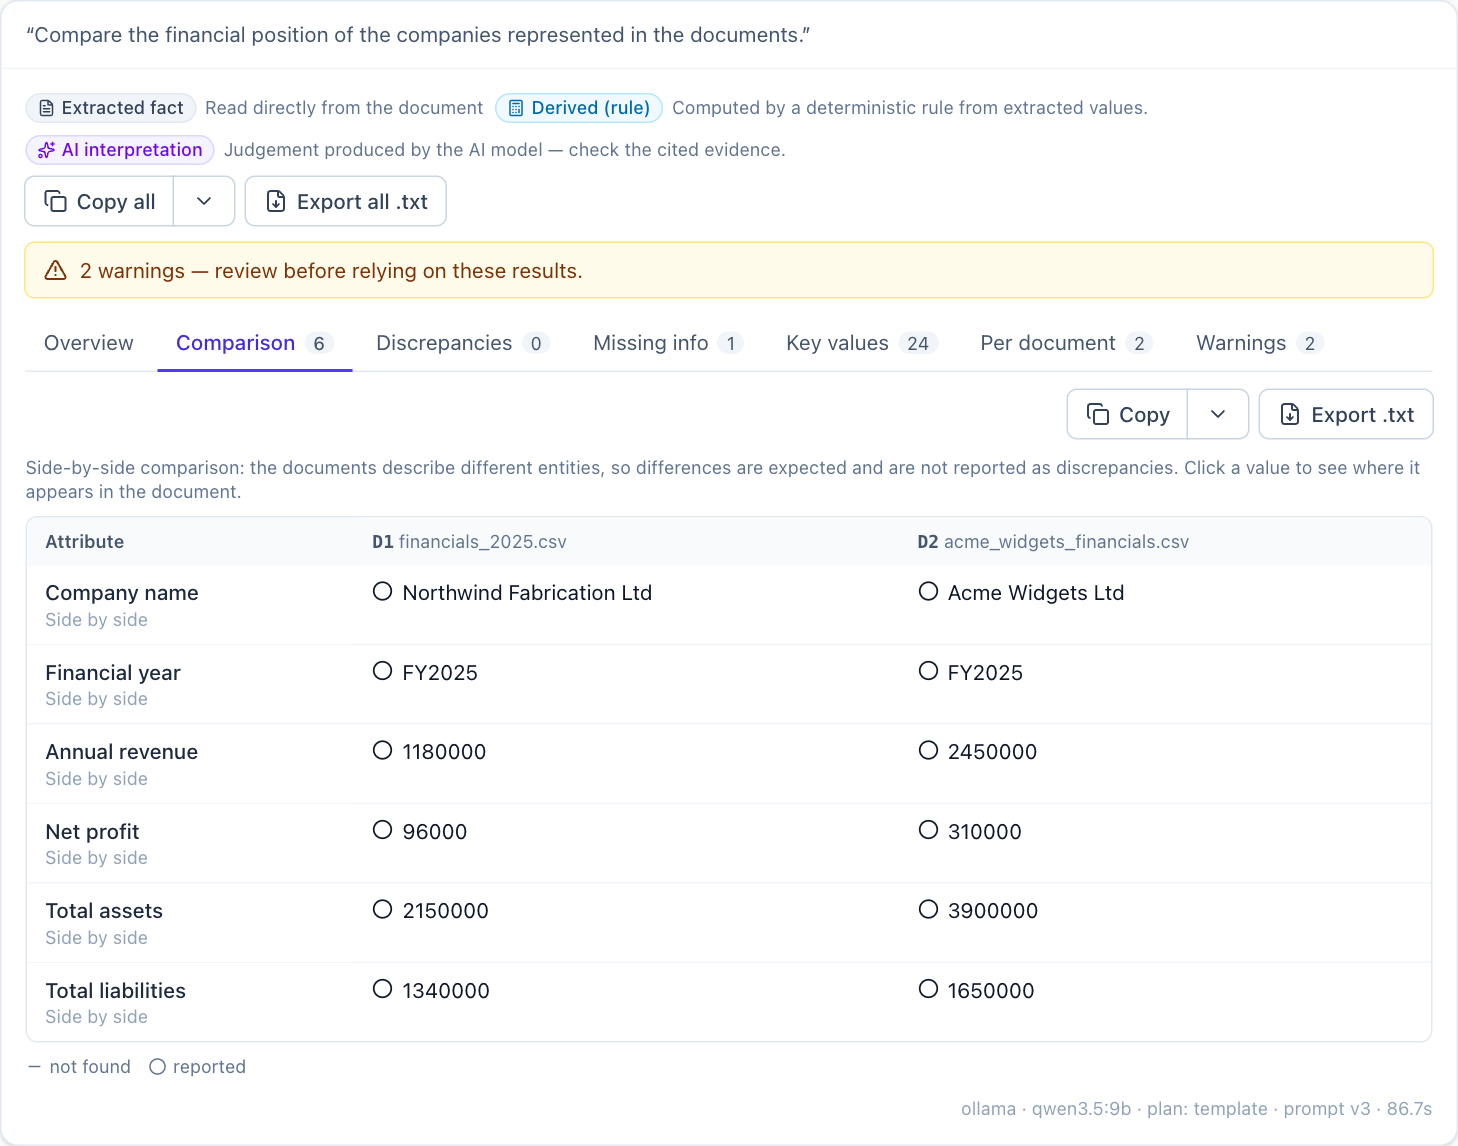 “Compare the financial position of the companies represented in the documents.”
Extracted fact Read directly from the document Derived (rule) Computed by a deterministic rule from extracted values.
AI interpretation Judgement produced by the AI model — check the cited evidence.
Copy all Export all .txt
2 warnings — review before relying on these results.
Overview Comparison 6 Discrepancies 0 Missing info 1 Key values 24 Per document 2 Warnings 2
Copy Export .txt
Side-by-side comparison: the documents describe different entities, so differences are expected and are not reported as discrepancies. Click a value to see where it
appears in the document.
Attribute D1 financials_2025.csv D2 acme_widgets_financials.csv
Company name Northwind Fabrication Ltd Acme Widgets Ltd
Side by side
Financial year FY2025 FY2025
Side by side
Annual revenue 1180000 2450000
Side by side
Net profit 96000 310000
Side by side
Total assets 2150000 3900000
Side by side
Total liabilities 1340000 1650000
Side by side
— not found reported
ollama · qwen3.5:9b · plan: template · prompt v3 · 86.7s